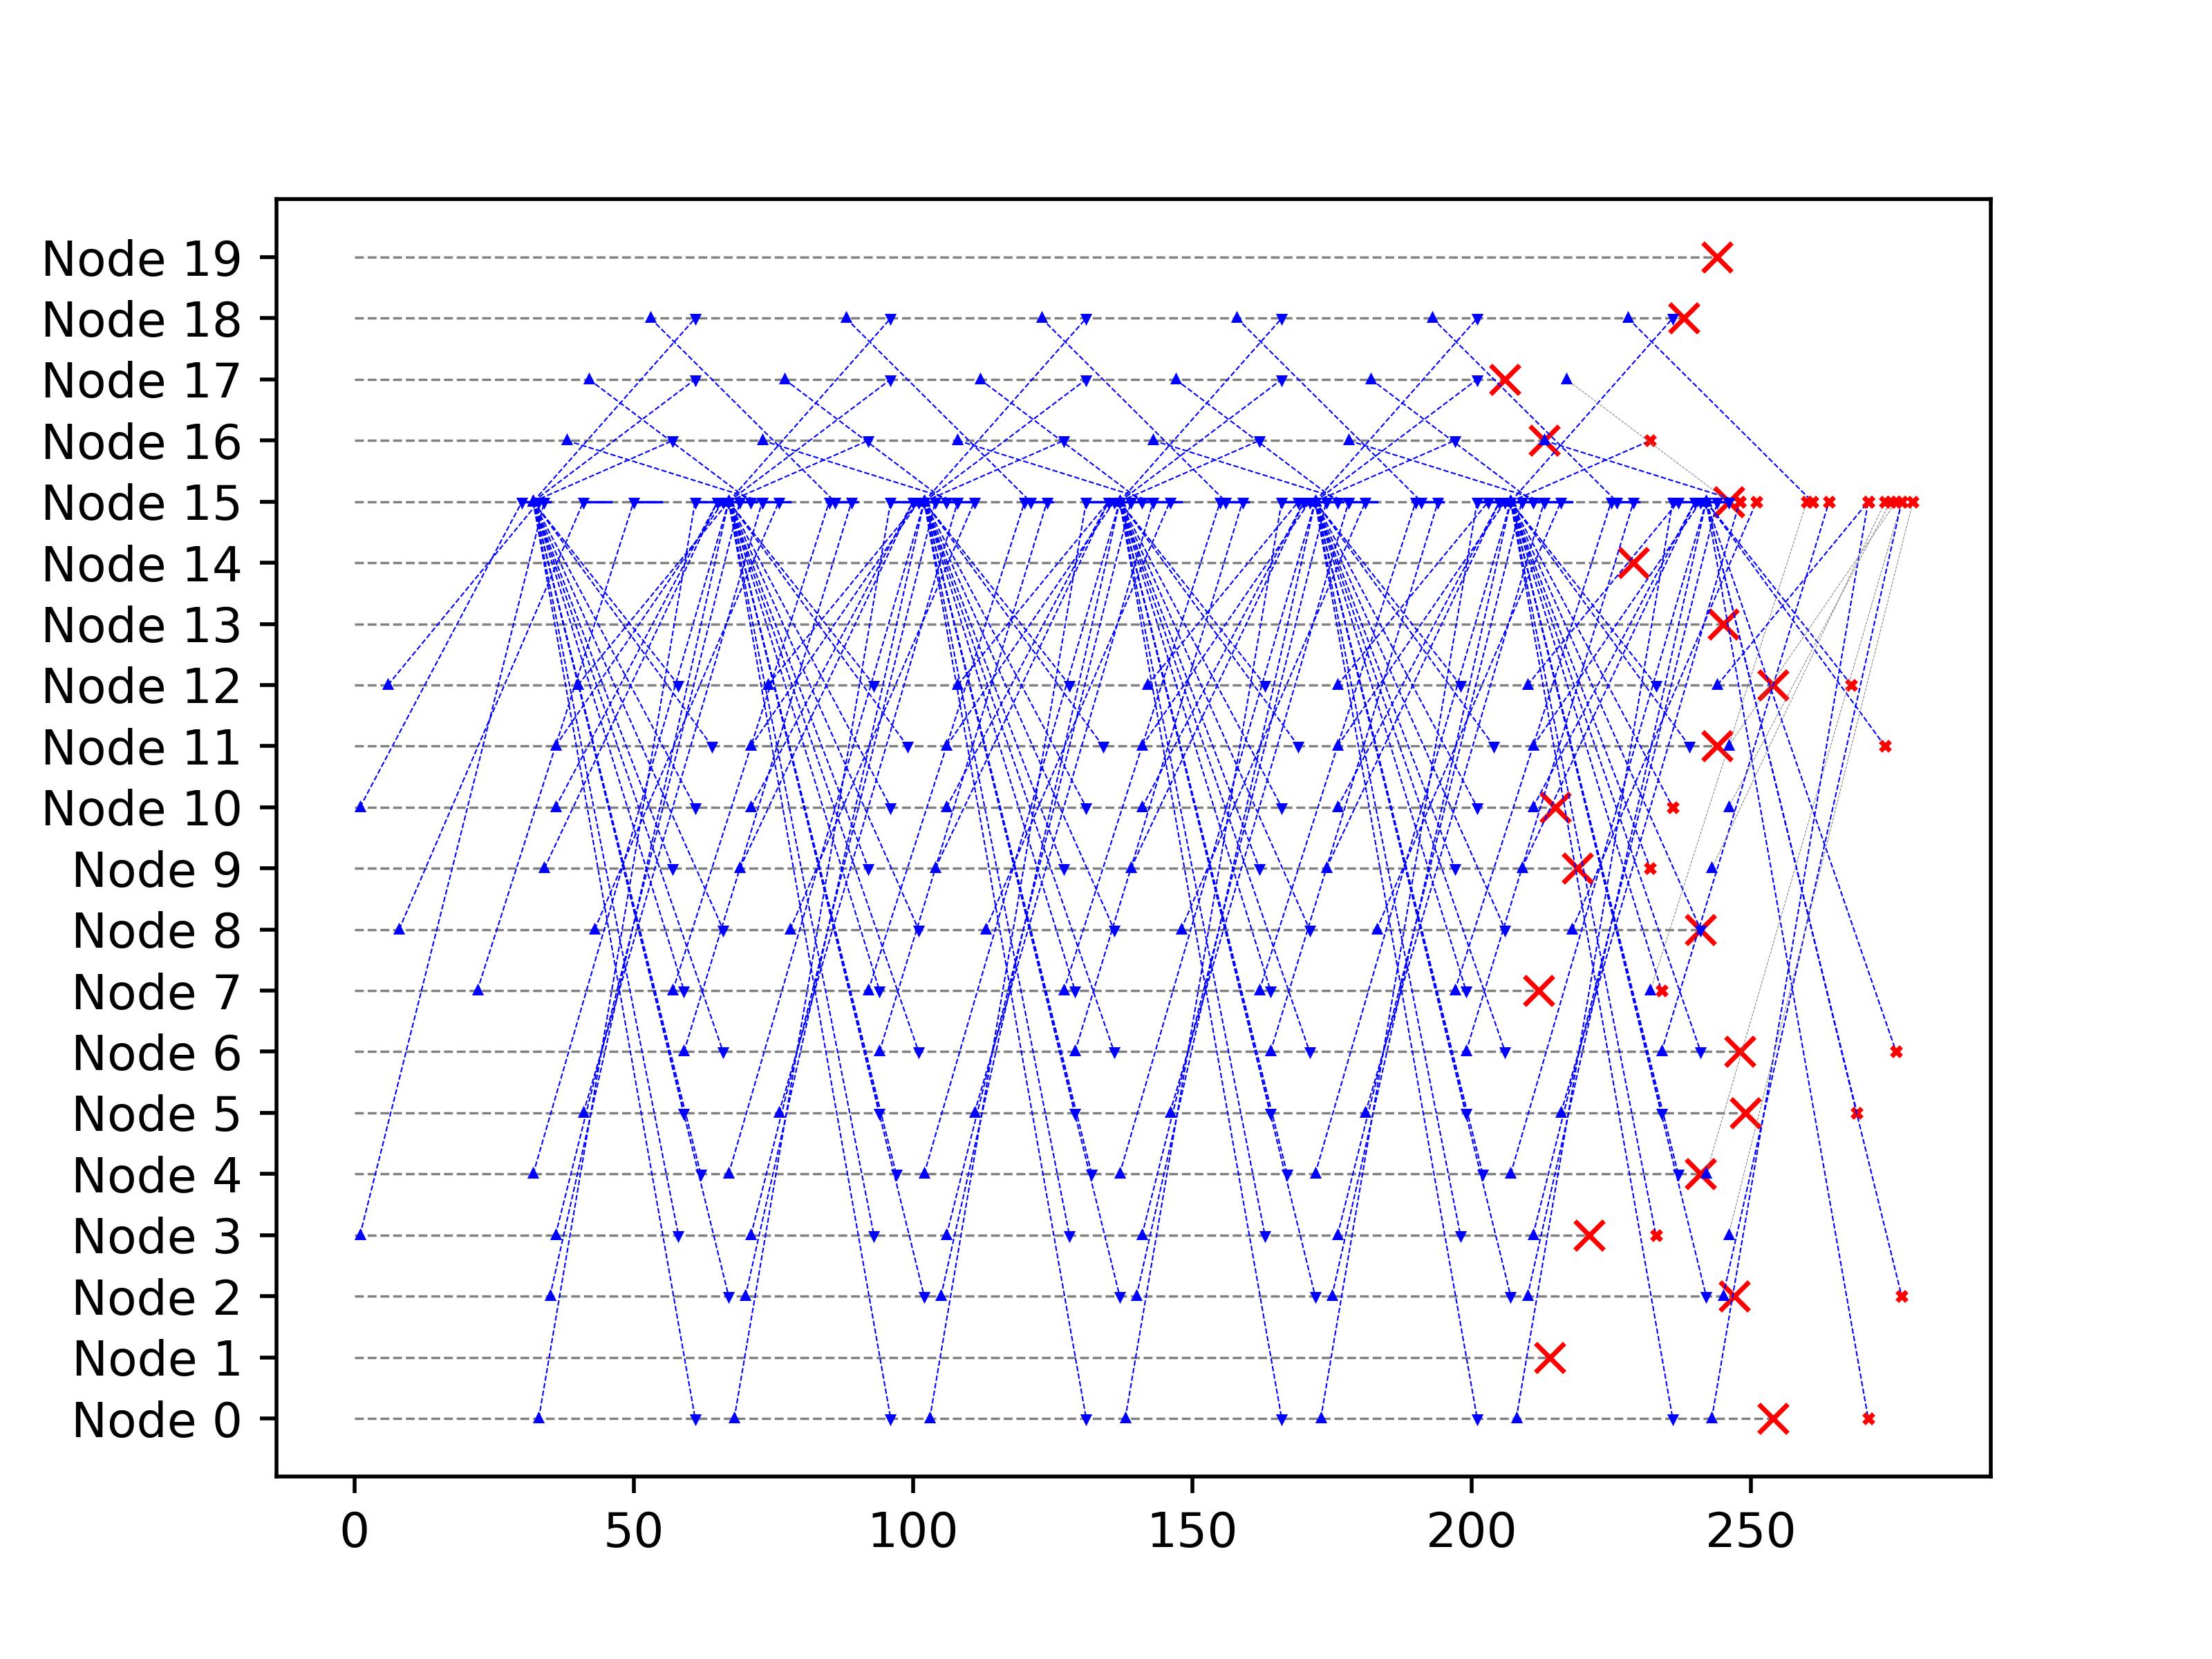 Node 19
Node 18
Node 17
Node 16
Node 15
Node 14
Node 13
Node 12
Node 11
Node 10
Node 9
Node 8
Node 7
Node 6
Node 5
Node 4
Node 3
Node 2
Node 1
Node 0
0 50 100 150 200 250